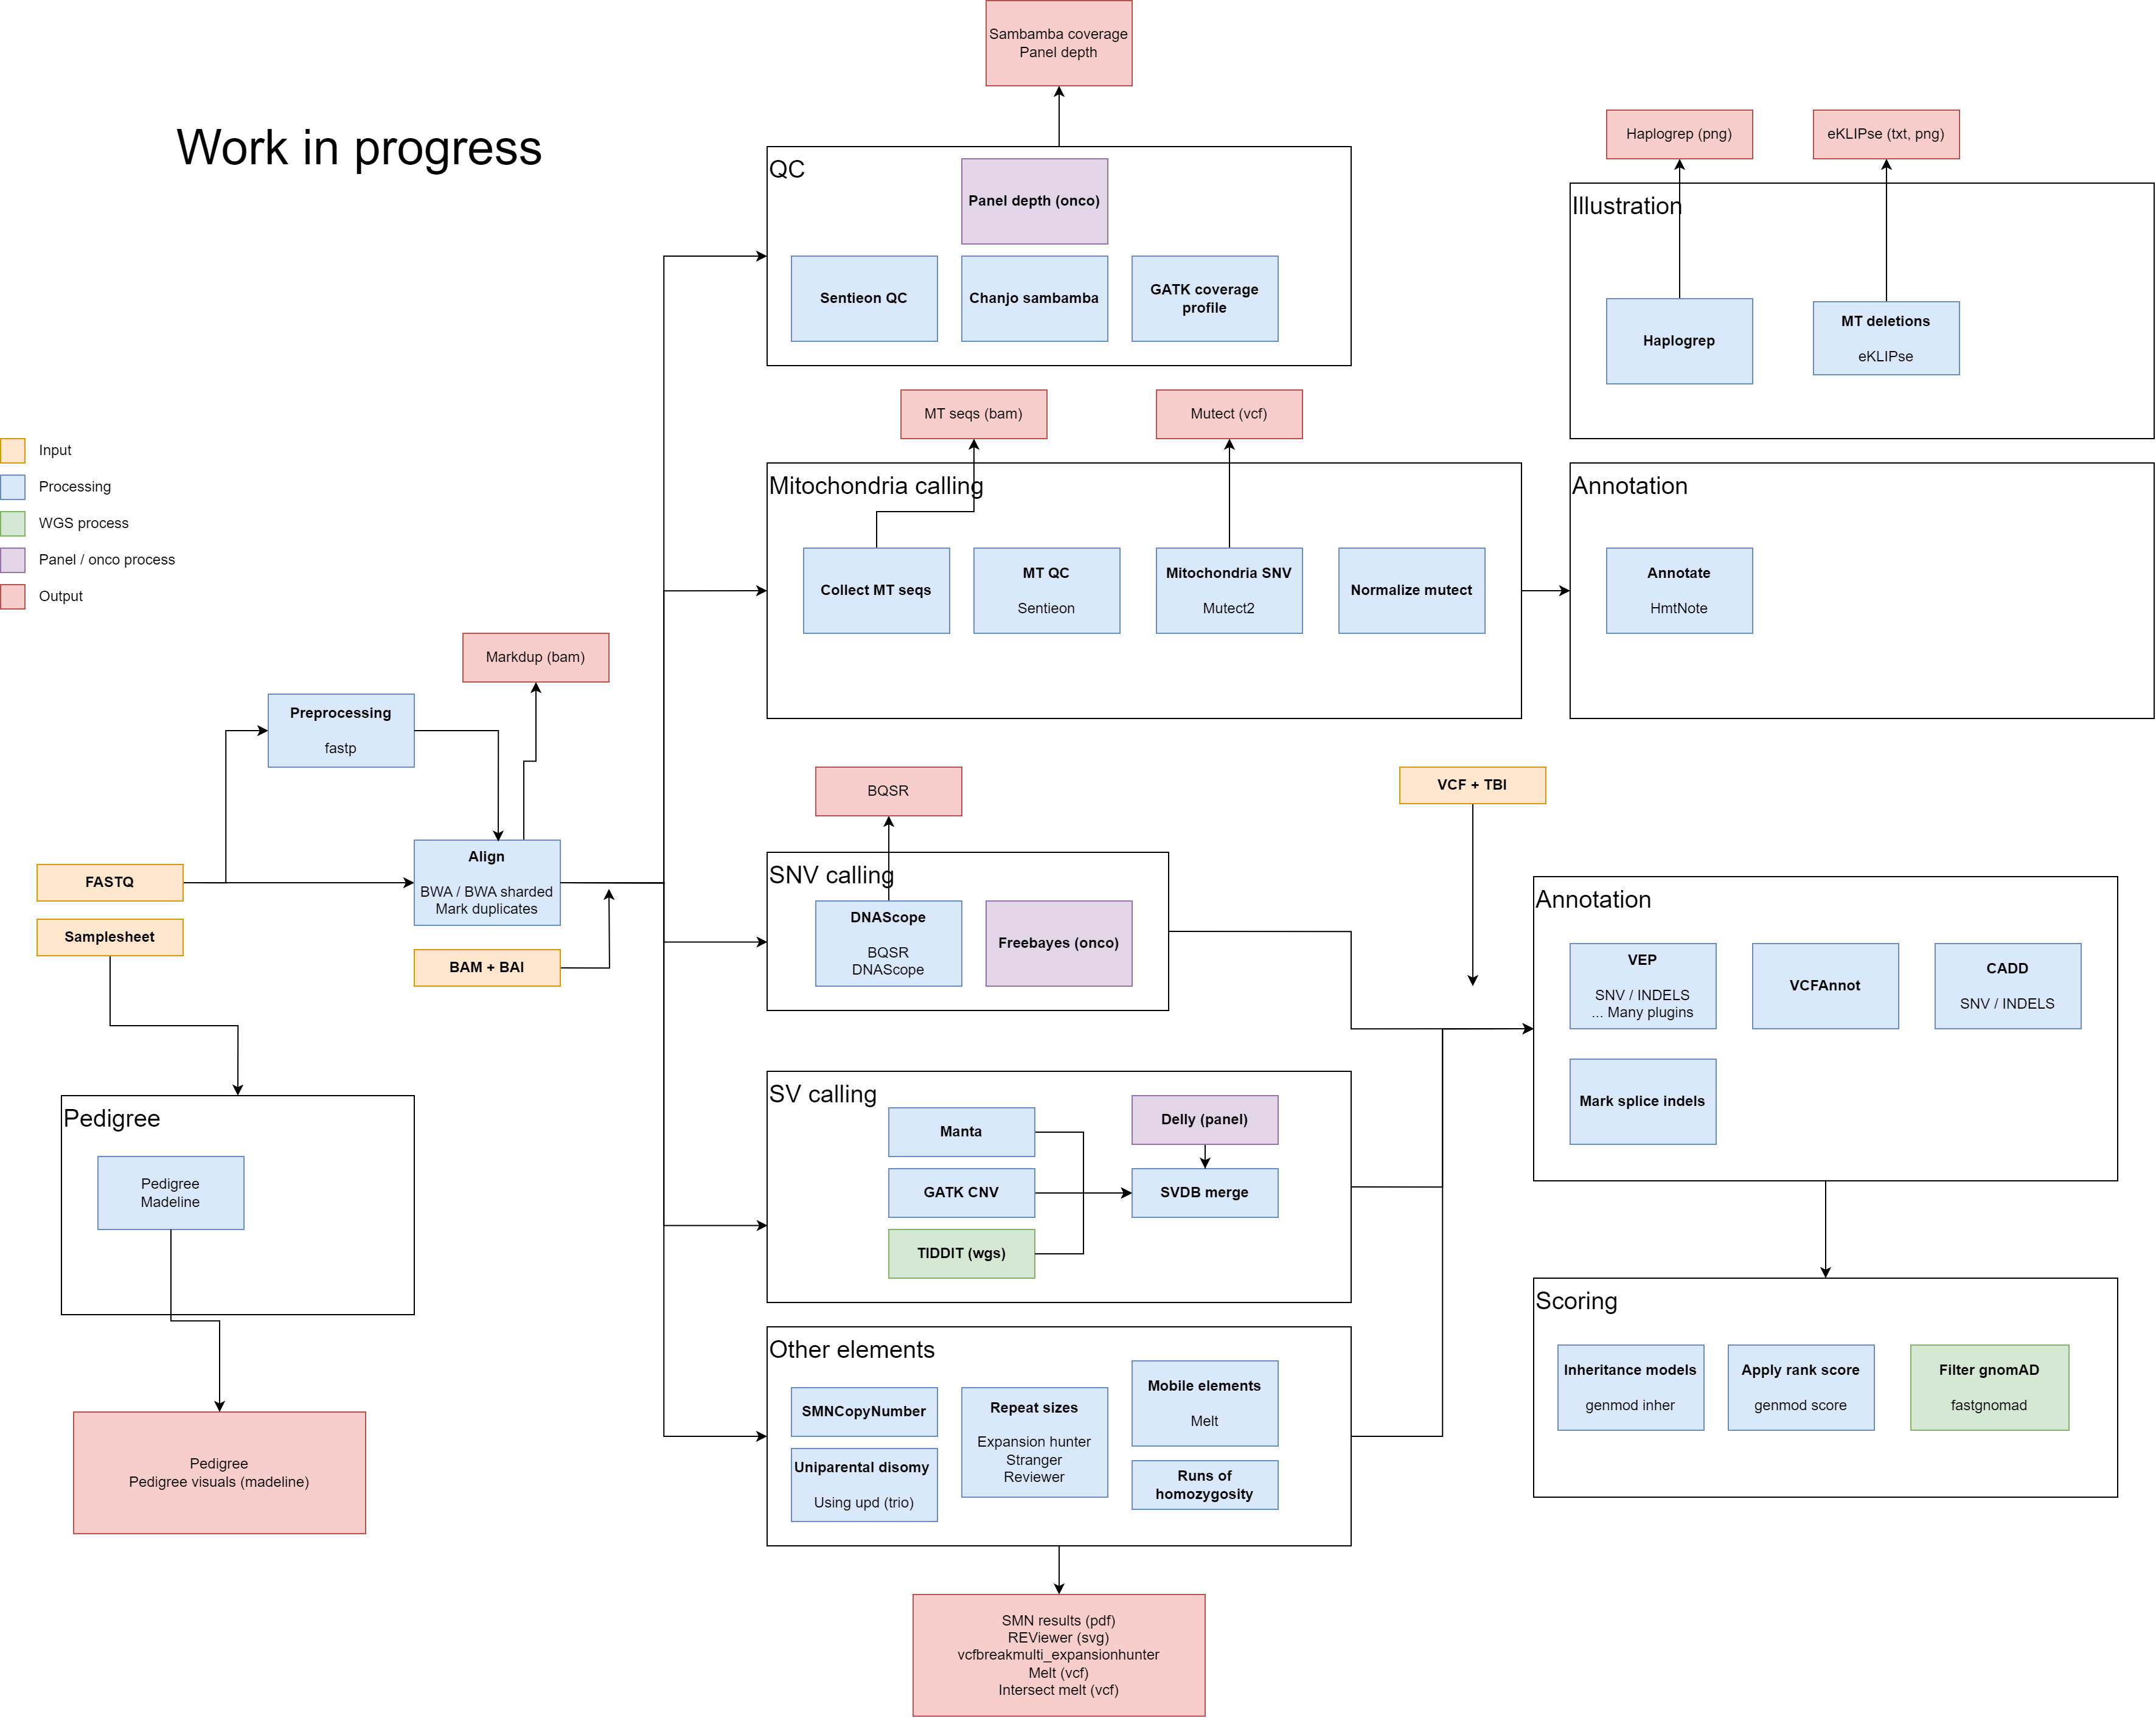 Sambamba coverage
Panel depth
Work in progress
QC
Panel depth (onco)
Sentieon QC
Chanjo sambamba
GATK coverage
profile
Haplogrep (png)
eKLIPse (txt, png)
Illustration
Haplogrep
MT deletions
eKLIPse
Input
Processing
WGS process
Panel / onco process
Output
MT seqs (bam)
Mutect (vcf)
Mitochondria calling
Collect MT seqs
MT QC
Sentieon
Mitochondria SNV
Mutect2
Normalize mutect
Annotation
Annotate
HmtNote
Markdup (bam)
Preprocessing
fastp
FASTQ
Samplesheet
Align
BWA / BWA sharded
Mark duplicates
BAM + BAI
BQSR
SNV calling
DNAScope
BQSR
DNAScope
Freebayes (onco)
VCF + TBI
Annotation
VEP
SNV / INDELS
... Many plugins
VCFAnnot
CADD
SNV / INDELS
Mark splice indels
Pedigree
Pedigree
Madeline
Pedigree
Pedigree visuals (madeline)
SV calling
Manta
GATK CNV
TIDDIT (wgs)
Delly (panel)
SVDB merge
Other elements
SMNCopyNumber
Uniparental disomy
Using upd (trio)
Repeat sizes
Expansion hunter
Stranger
Reviewer
Mobile elements
Melt
Runs of
homozygosity
Scoring
Inheritance models
genmod inher
Apply rank score
genmod score
Filter gnomAD
fastgnomad
SMN results (pdf)
REViewer (svg)
vcfbreakmulti_expansionhunter
Melt (vcf)
Intersect melt (vcf)